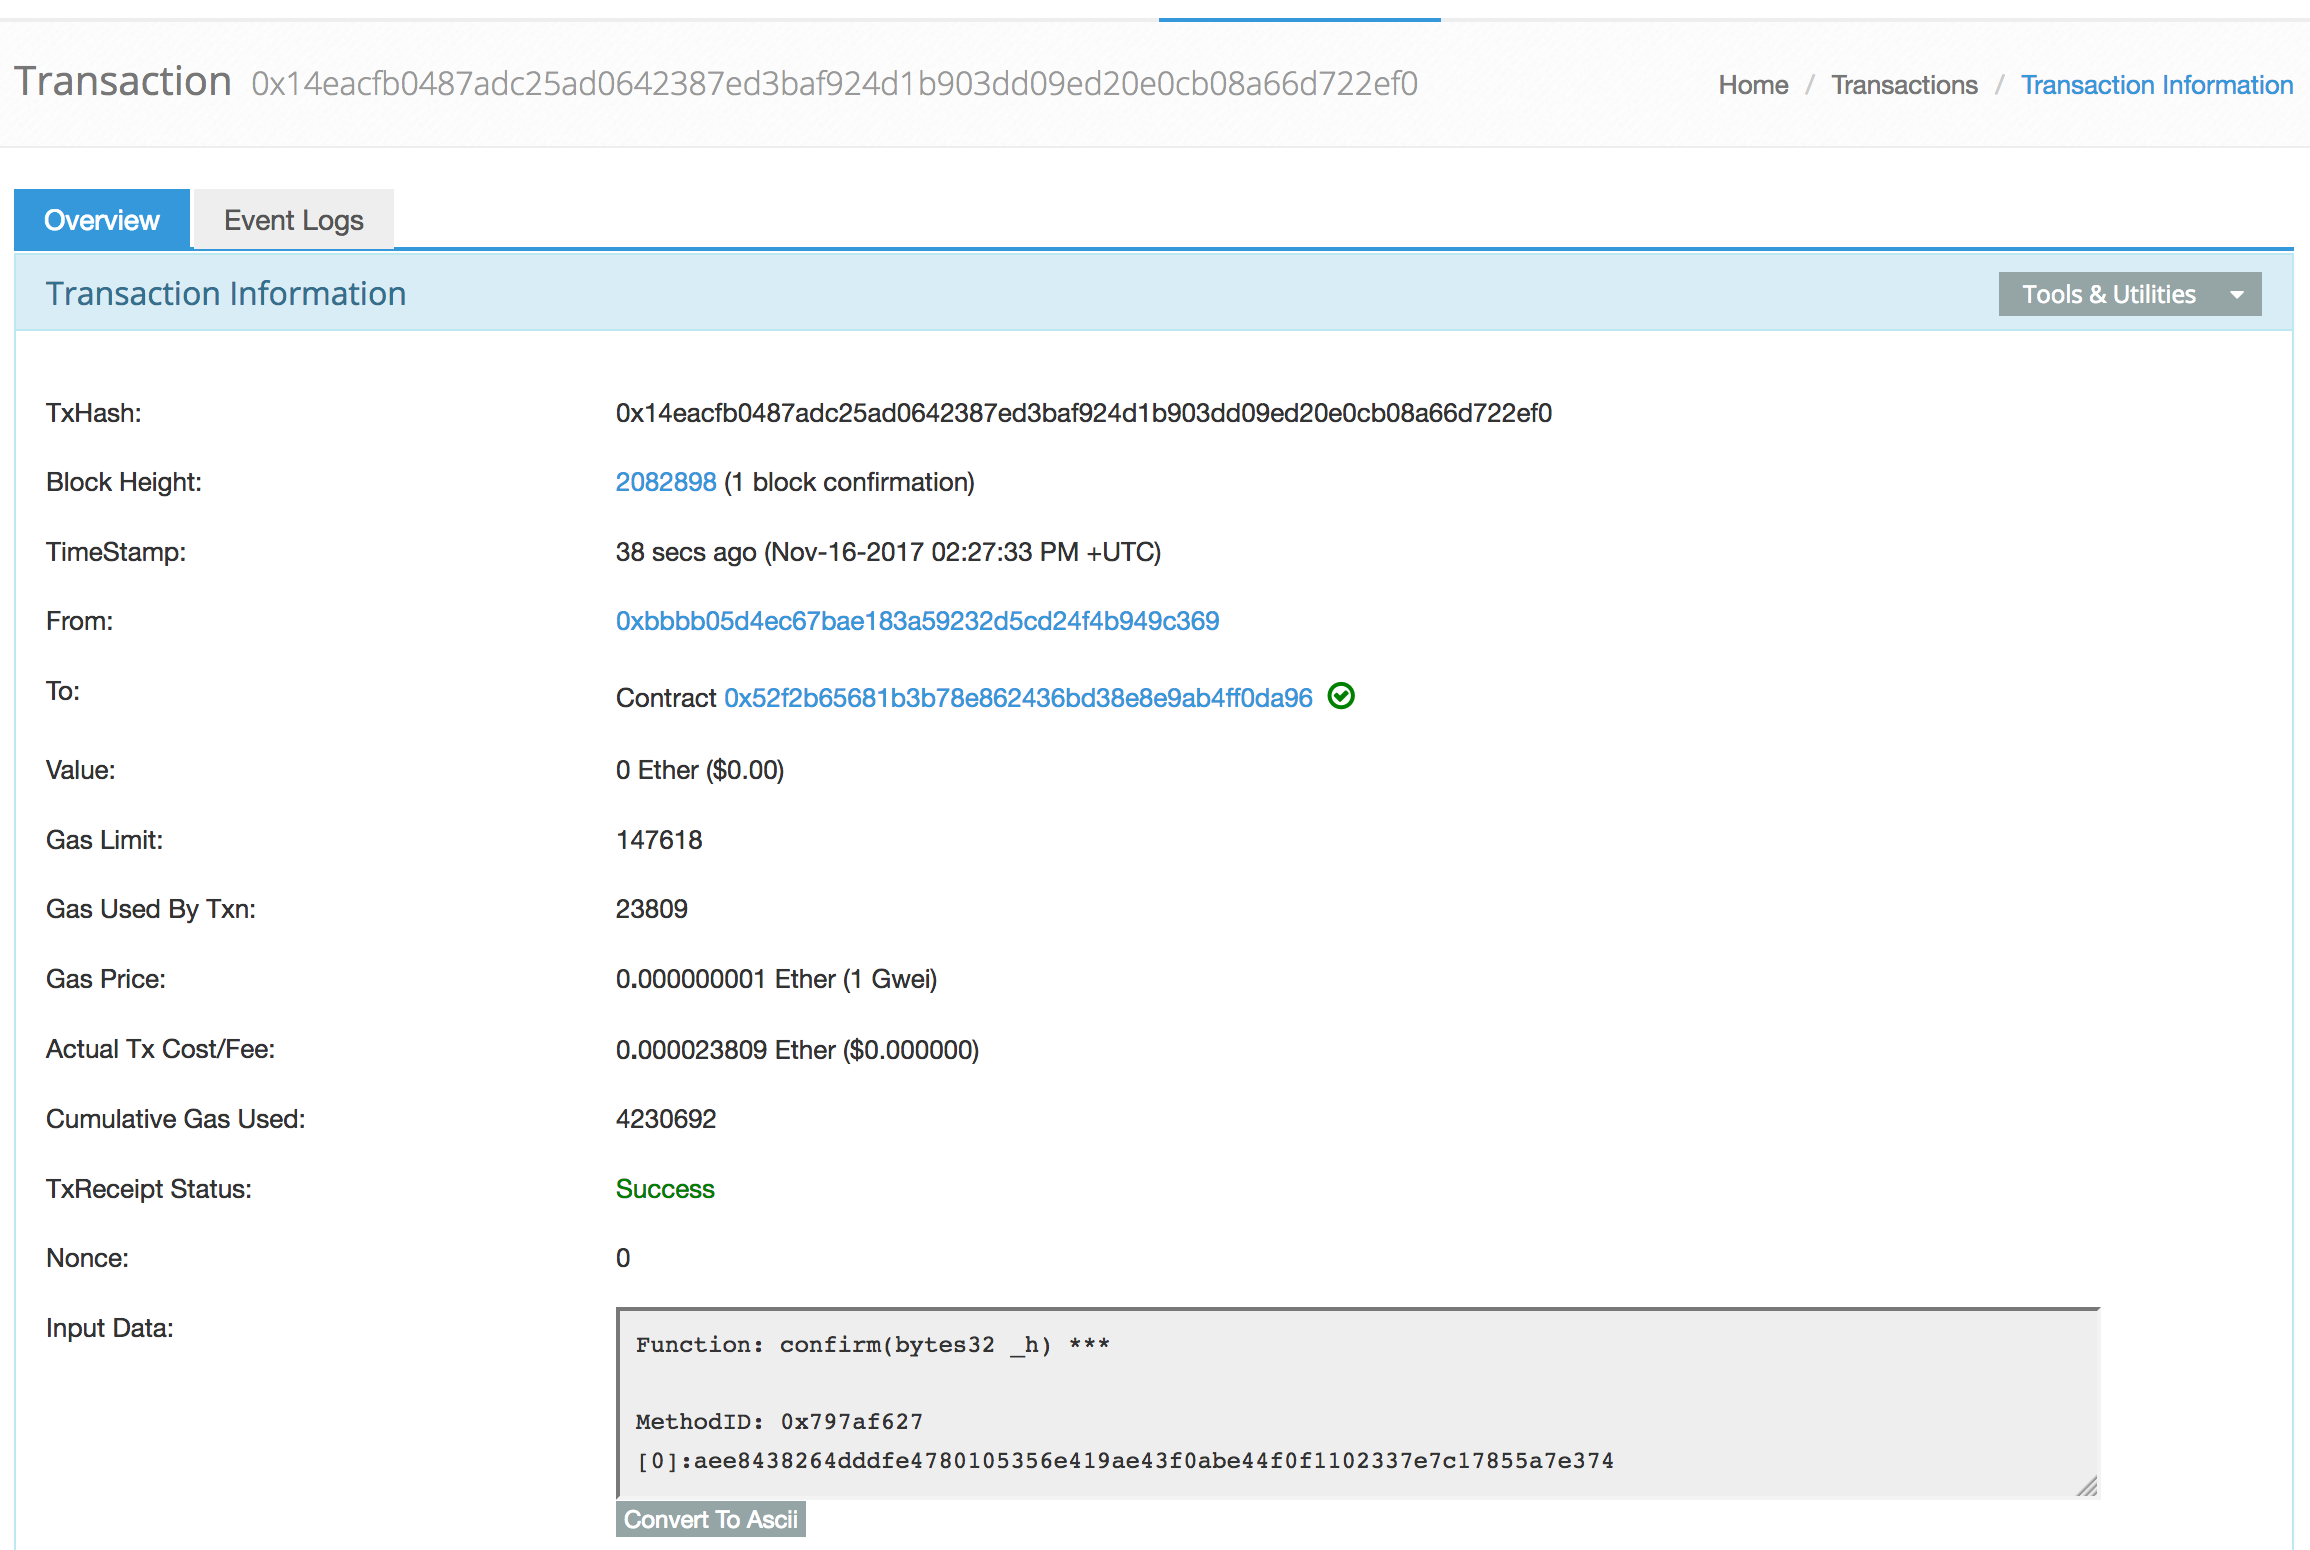 Transaction 0x14eacfb0487adc25ad0642387ed3baf924d1b903dd09ed20e0cb08a66d722ef0
Home / Transactions / Transaction Information
Overview
Event Logs
Transaction Information
Tools & Utilities
TxHash: 0x14eacfb0487adc25ad0642387ed3baf924d1b903dd09ed20e0cb08a66d722ef0
Block Height: 2082898 (1 block confirmation)
TimeStamp: 38 secs ago (Nov-16-2017 02:27:33 PM +UTC)
From: 0xbbbb05d4ec67bae183a59232d5cd24f4b949c369
To: Contract 0x52f2b65681b3b78e862436bd38e8e9ab4ff0da96
Value: 0 Ether ($0.00)
Gas Limit: 147618
Gas Used By Txn: 23809
Gas Price: 0.000000001 Ether (1 Gwei)
Actual Tx Cost/Fee: 0.000023809 Ether ($0.000000)
Cumulative Gas Used: 4230692
TxReceipt Status: Success
Nonce: 0
Input Data:
Function: confirm(bytes32 _h) ***
MethodID: 0x797af627
[0]:aee8438264dddfe4780105356e419ae43f0abe44f0f1102337e7c17855a7e374
Convert To Ascii